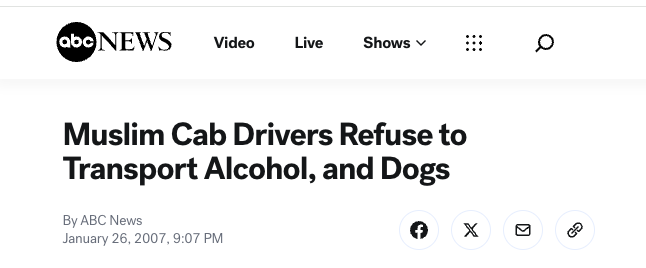 abc NEWS Video Live Shows
Muslim Cab Drivers Refuse to
Transport Alcohol, and Dogs
By ABC News
January 26, 2007, 9:07 PM